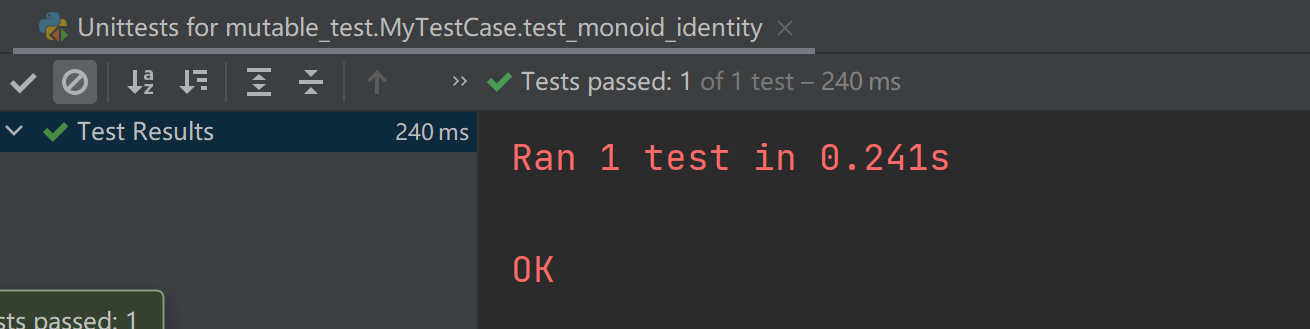 Unittests for mutable_test.MyTestCase.test_monoid_identity
Tests passed: 1 of 1 test – 240 ms
Test Results 240 ms
Ran 1 test in 0.241s
OK
sts passed: 1